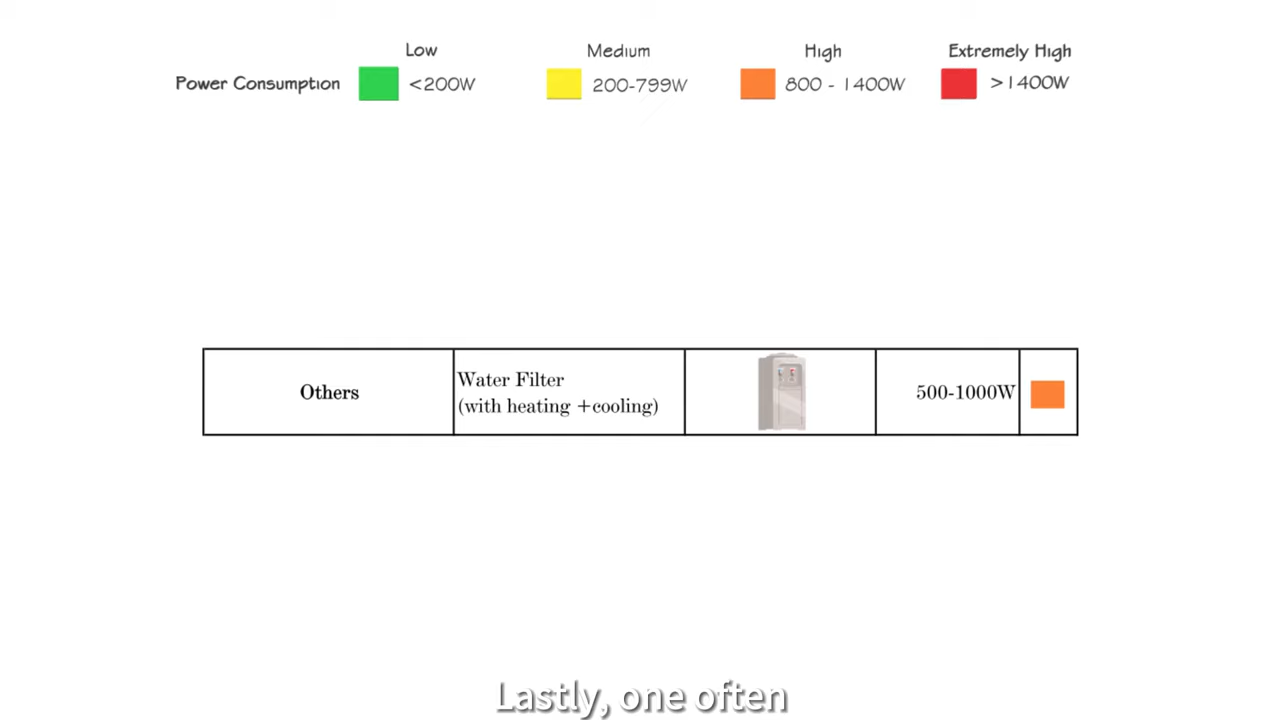 Low Medium High Extremely High
Power Consumption <200W 200-799W 800 - 1400W >1400W
Others
Water Filter
(with heating +cooling)
500-1000W
Lastly, one often